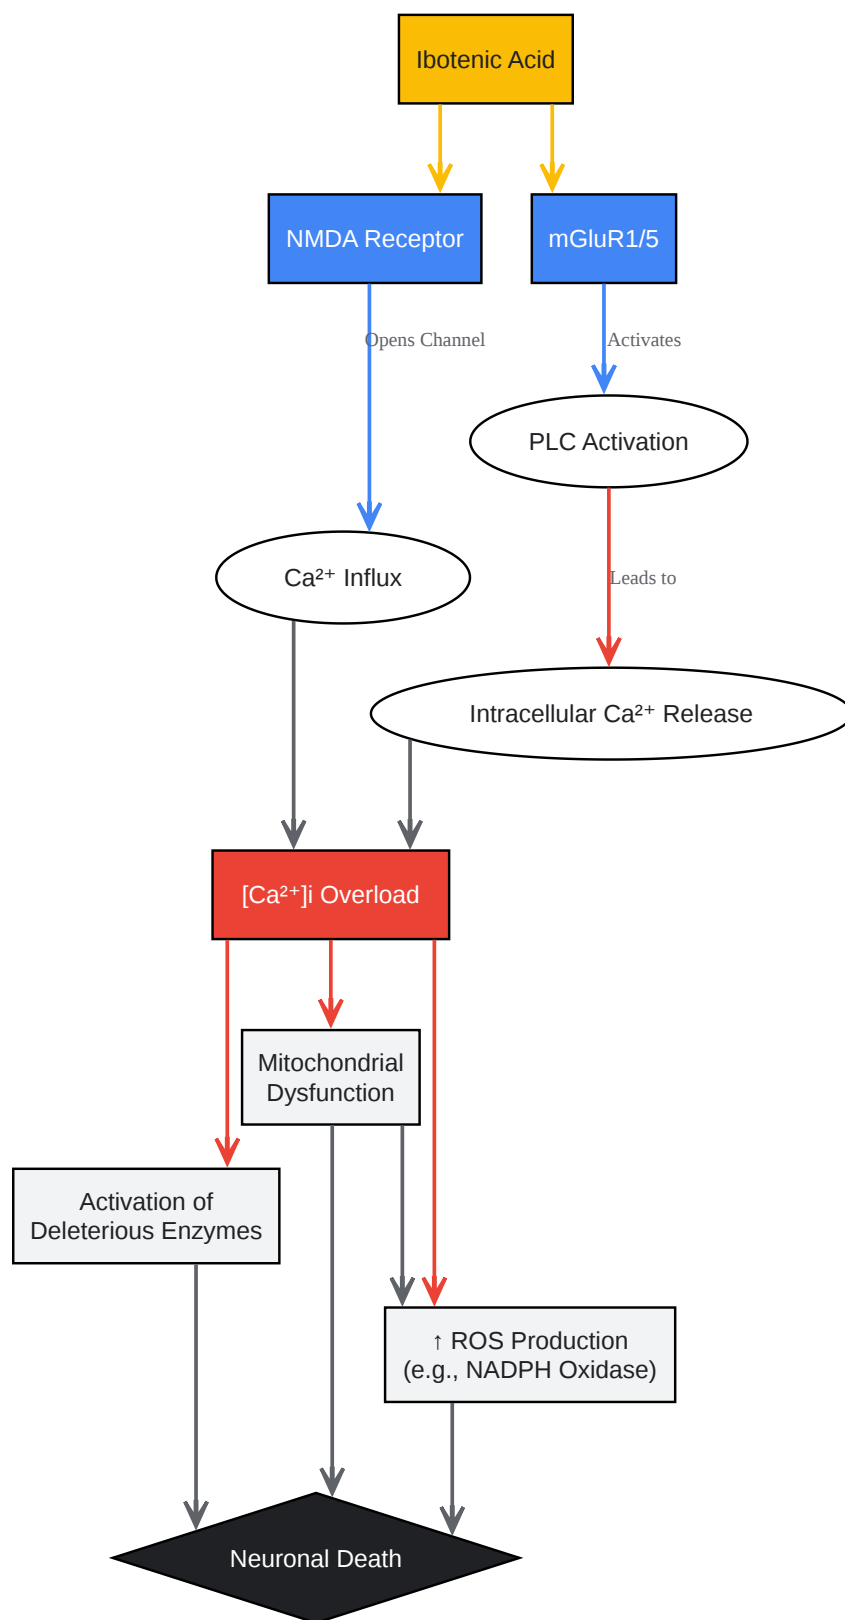 Ibotenic Acid
NMDA Receptor
mGluR1/5
Opens Channel
Activates
PLC Activation
Ca²⁺ Influx
Leads to
Intracellular Ca²⁺ Release
[Ca²⁺]i Overload
Mitochondrial
Dysfunction
Activation of
Deleterious Enzymes
↑ ROS Production
(e.g., NADPH Oxidase)
Neuronal Death